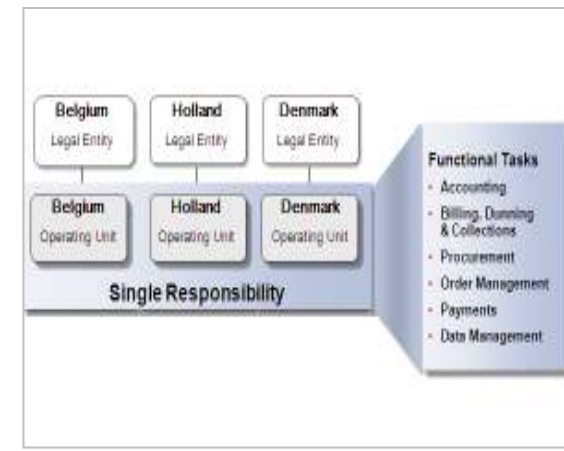 Belgium
Legal Entity
Holland
Legal Entity
Denmark
Legal Entity
Belgium
Operating Unit
Holland
Operating Unit
Denmark
Operating Unit
Single Responsibility
Functional Tasks
• Accounting
• Billing, Dunning
& Collections
• Procurement
• Order Management
• Payments
• Data Management